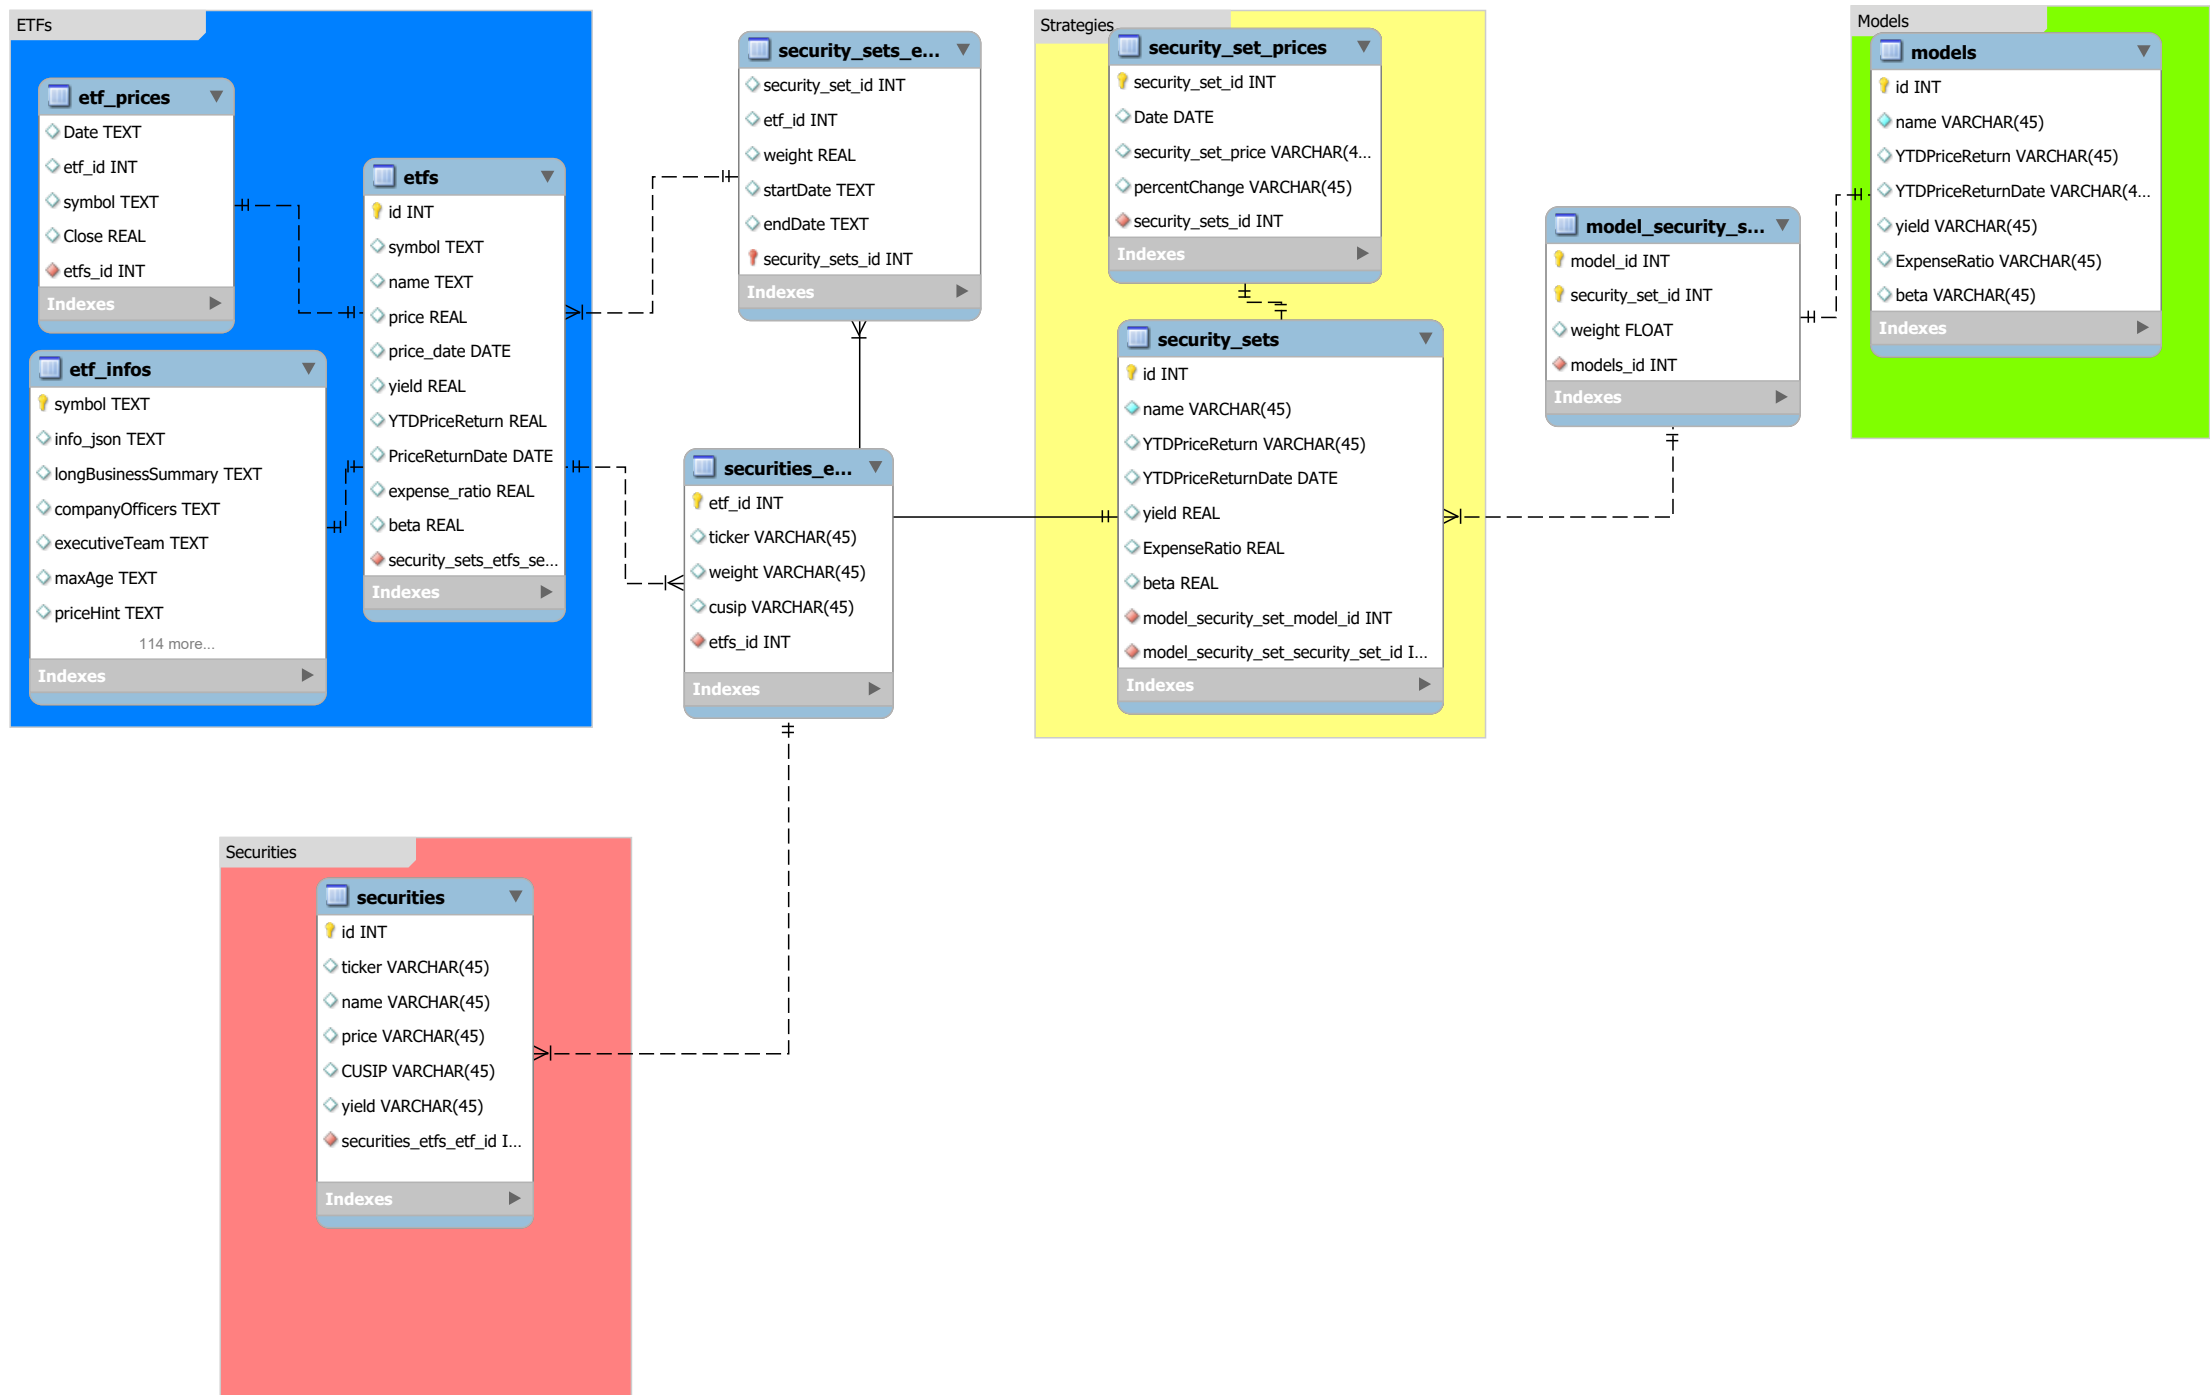 ETFs
etf_prices
Date TEXT
etf_id INT
symbol TEXT
Close REAL
etfs_id INT
Indexes
etf_infos
symbol TEXT
info_json TEXT
longBusinessSummary TEXT
companyOfficers TEXT
executiveTeam TEXT
maxAge TEXT
priceHint TEXT
114 more...
Indexes
etfs
id INT
symbol TEXT
name TEXT
price REAL
price_date DATE
yield REAL
YTDPriceReturn REAL
PriceReturnDate DATE
expense_ratio REAL
beta REAL
security_sets_etfs_se...
Indexes
security_sets_e...
security_set_id INT
etf_id INT
weight REAL
startDate TEXT
endDate TEXT
security_sets_id INT
Indexes
securities_e...
etf_id INT
ticker VARCHAR(45)
weight VARCHAR(45)
cusip VARCHAR(45)
etfs_id INT
Indexes
Strategies
security_set_prices
security_set_id INT
Date DATE
security_set_price VARCHAR(4...
percentChange VARCHAR(45)
security_sets_id INT
Indexes
security_sets
id INT
name VARCHAR(45)
YTDPriceReturn VARCHAR(45)
YTDPriceReturnDate DATE
yield REAL
ExpenseRatio REAL
beta REAL
model_security_set_model_id INT
model_security_set_security_set_id I...
Indexes
model_security_s...
model_id INT
security_set_id INT
weight FLOAT
models_id INT
Indexes
Models
models
id INT
name VARCHAR(45)
YTDPriceReturn VARCHAR(45)
YTDPriceReturnDate VARCHAR(4...
yield VARCHAR(45)
ExpenseRatio VARCHAR(45)
beta VARCHAR(45)
Indexes
Securities
securities
id INT
ticker VARCHAR(45)
name VARCHAR(45)
price VARCHAR(45)
CUSIP VARCHAR(45)
yield VARCHAR(45)
securities_etfs_etf_id I...
Indexes